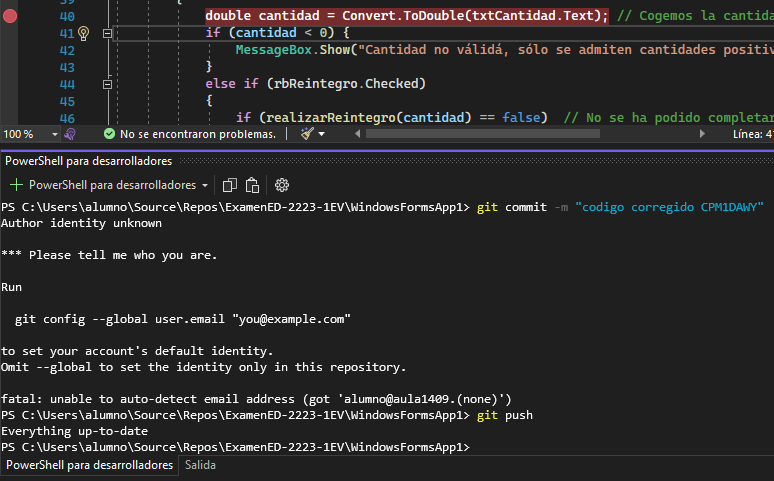 40 double cantidad = Convert.ToDouble(txtCantidad.Text); // Cogemos la cantida
41 if (cantidad < 0) {
42 MessageBox.Show("Cantidad no válidá, sólo se admiten cantidades positiv
43 }
44 else if (rbReintegro.Checked)
45 {
46 if (realizarReintegro(cantidad) == false) // No se ha podido completar
100 % No se encontraron problemas. Línea: 41
PowerShell para desarrolladores
PowerShell para desarrolladores
PS C:\Users\alumno\Source\Repos\ExamenED-2223-1EV\WindowsFormsApp1> git commit -m "codigo corregido CPM1DAWY"
Author identity unknown
*** Please tell me who you are.
Run
git config --global user.email "you@example.com"
to set your account's default identity.
Omit --global to set the identity only in this repository.
fatal: unable to auto-detect email address (got 'alumno@aula1409.(none)')
PS C:\Users\alumno\Source\Repos\ExamenED-2223-1EV\WindowsFormsApp1> git push
Everything up-to-date
PS C:\Users\alumno\Source\Repos\ExamenED-2223-1EV\WindowsFormsApp1>
PowerShell para desarrolladores Salida